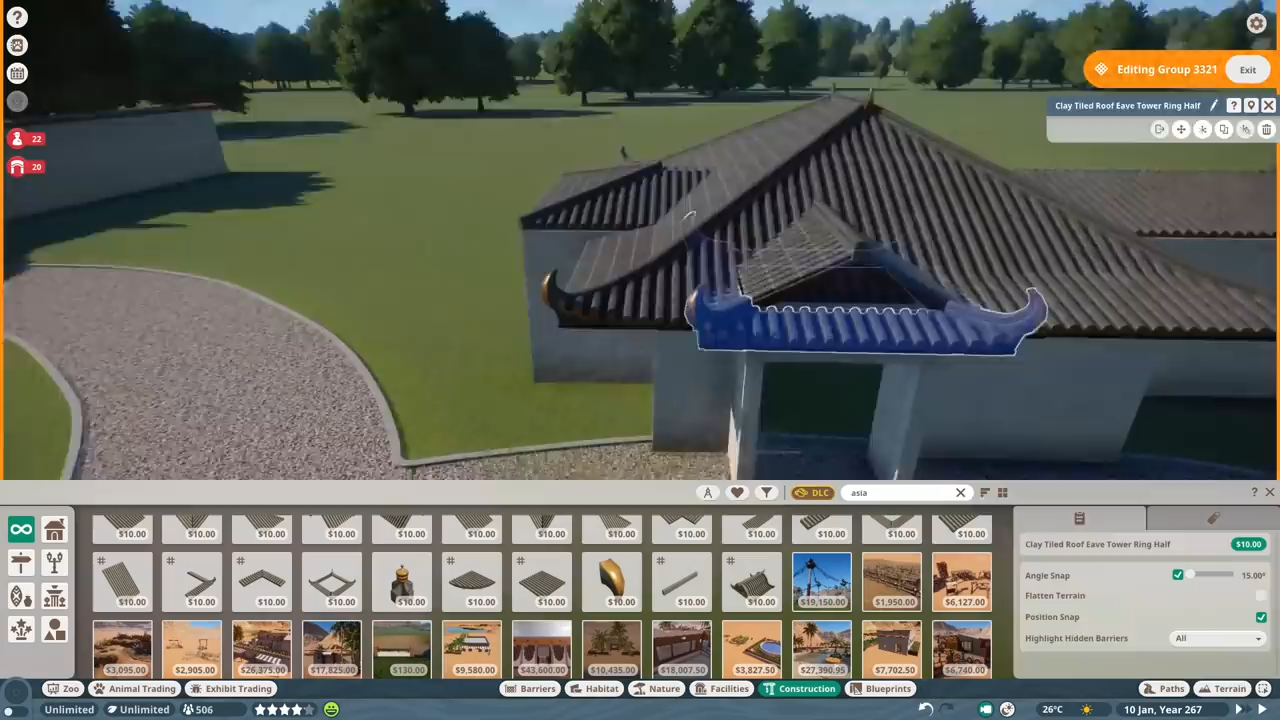 ?
Editing Group 3321
Exit
Clay Tiled Roof Eave Tower Ring Half
?
22
20
DLC
asia
?
$10.00 $10.00 $10.00 $10.00 $10.00 $10.00 $10.00 $10.00 $10.00 $10.00 $10.00 $10.00 $10.00
$10.00 $10.00 $10.00 $10.00 $10.00 $10.00 $10.00 $10.00 $10.00 $10.00 $19,150.00 $1,950.00 $6,127.00
$3,095.00 $2,905.00 $26,375.00 $17,825.00 $130.00 $9,580.00 $43,600.00 $10,435.00 $18,007.50 $3,827.50 $27,390.95 $7,702.50 $6,740.00
Clay Tiled Roof Eave Tower Ring Half
$10.00
Angle Snap
15.00°
Flatten Terrain
Position Snap
Highlight Hidden Barriers
All
Zoo
Animal Trading
Exhibit Trading
Barriers
Habitat
Nature
Facilities
Construction
Blueprints
Paths
Terrain
Unlimited
Unlimited
506
26°C
10 Jan, Year 267